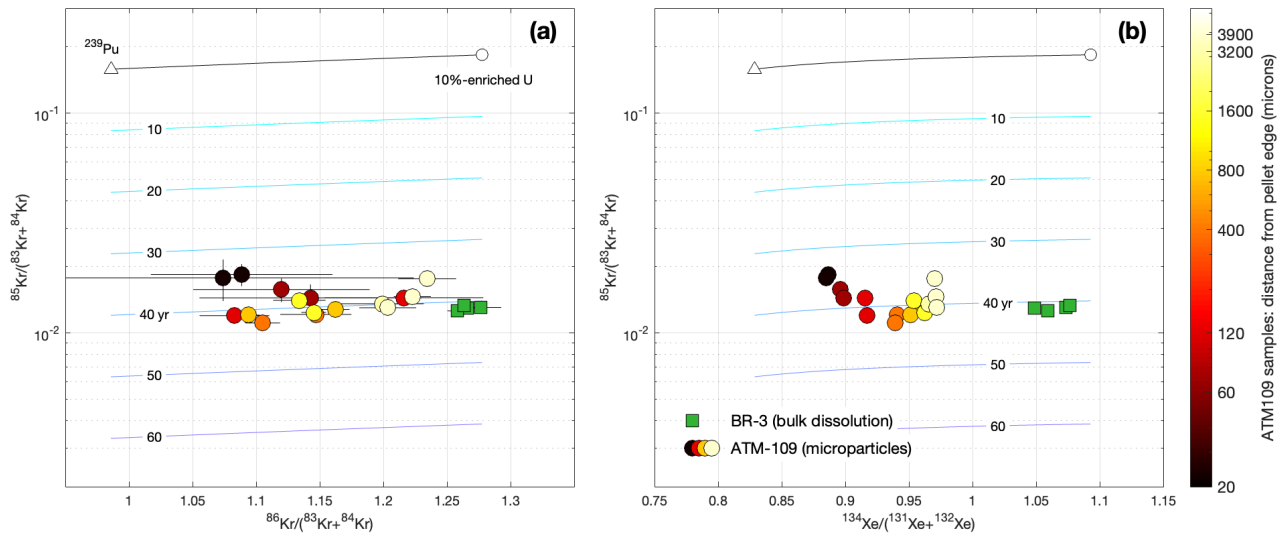 (a)
²³⁹Pu
10%-enriched U
10
20
30
40 yr
50
60
10⁻¹
10⁻²
⁸⁵Kr/(⁸³Kr+⁸⁴Kr)
1
1.05
1.1
1.15
1.2
1.25
1.3
⁸⁶Kr/(⁸³Kr+⁸⁴Kr)
(b)
10
20
30
40 yr
50
60
BR-3 (bulk dissolution)
ATM-109 (microparticles)
10⁻¹
10⁻²
⁸⁵Kr/(⁸³Kr+⁸⁴Kr)
0.75
0.8
0.85
0.9
0.95
1
1.05
1.1
1.15
¹³⁴Xe/(¹³¹Xe+¹³²Xe)
3900
3200
1600
800
400
120
60
20
ATM109 samples: distance from pellet edge (microns)